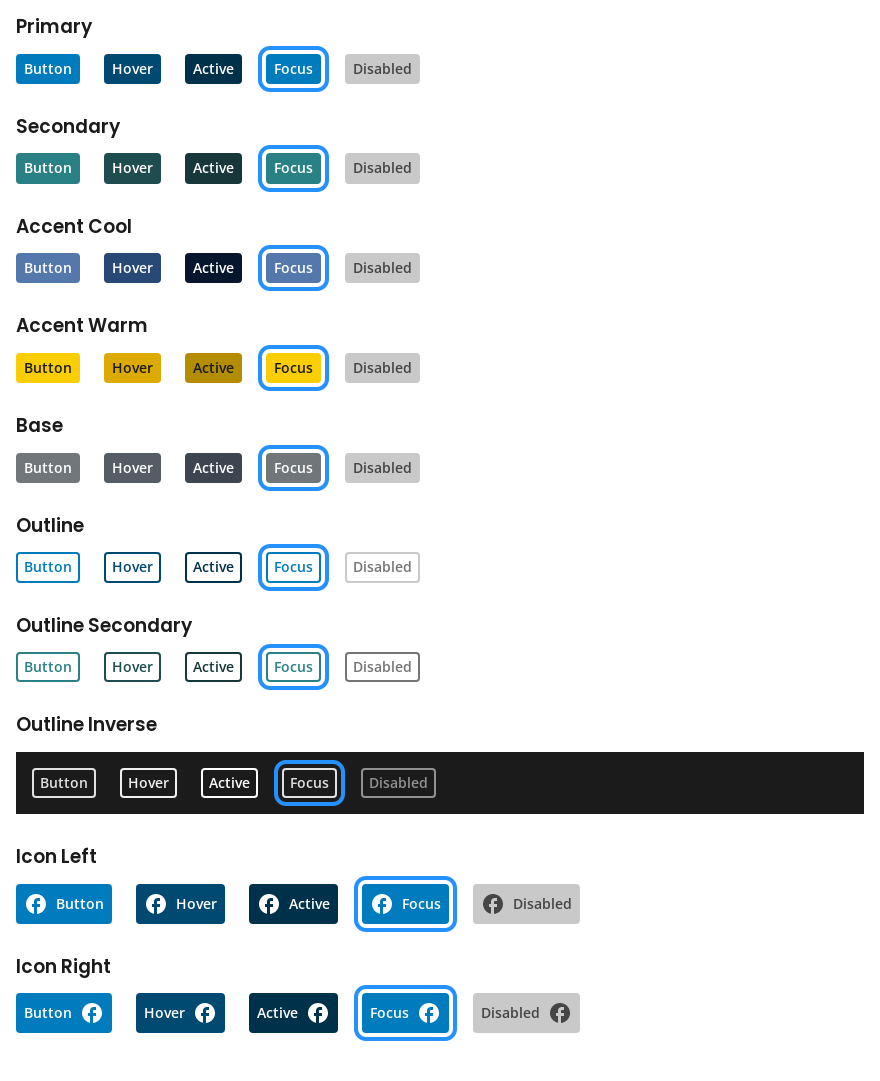 Primary
Button Hover Active Focus Disabled
Secondary
Button Hover Active Focus Disabled
Accent Cool
Button Hover Active Focus Disabled
Accent Warm
Button Hover Active Focus Disabled
Base
Button Hover Active Focus Disabled
Outline
Button Hover Active Focus Disabled
Outline Secondary
Button Hover Active Focus Disabled
Outline Inverse
Button Hover Active Focus Disabled
Icon Left
Button Hover Active Focus Disabled
Icon Right
Button Hover Active Focus Disabled